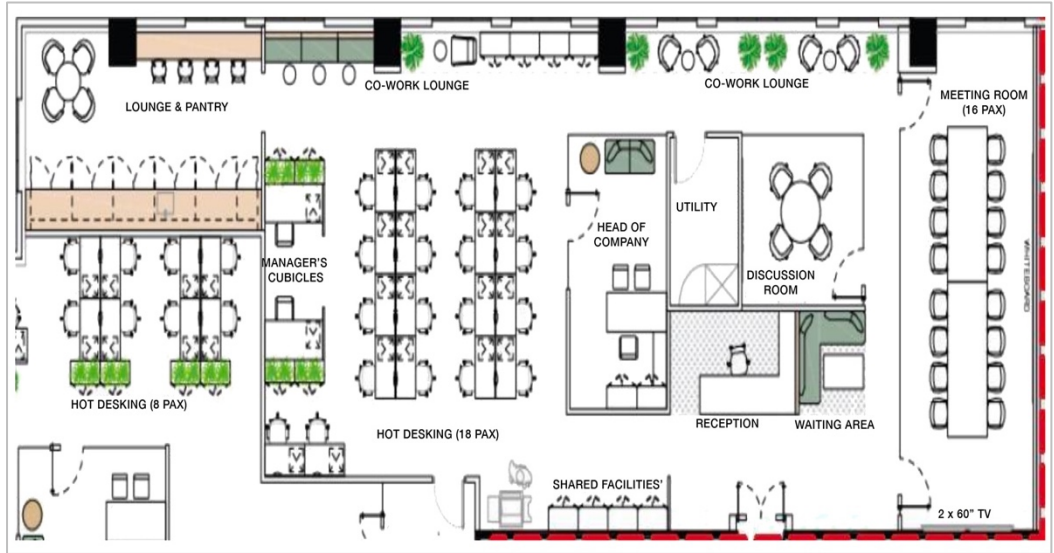 LOUNGE & PANTRY
CO-WORK LOUNGE
CO-WORK LOUNGE
MEETING ROOM
(16 PAX)
UTILITY
HEAD OF
COMPANY
MANAGER'S
CUBICLES
DISCUSSION
ROOM
WHITEBOARD
HOT DESKING (8 PAX)
HOT DESKING (18 PAX)
RECEPTION
WAITING AREA
SHARED FACILITIES'
2 x 60" TV